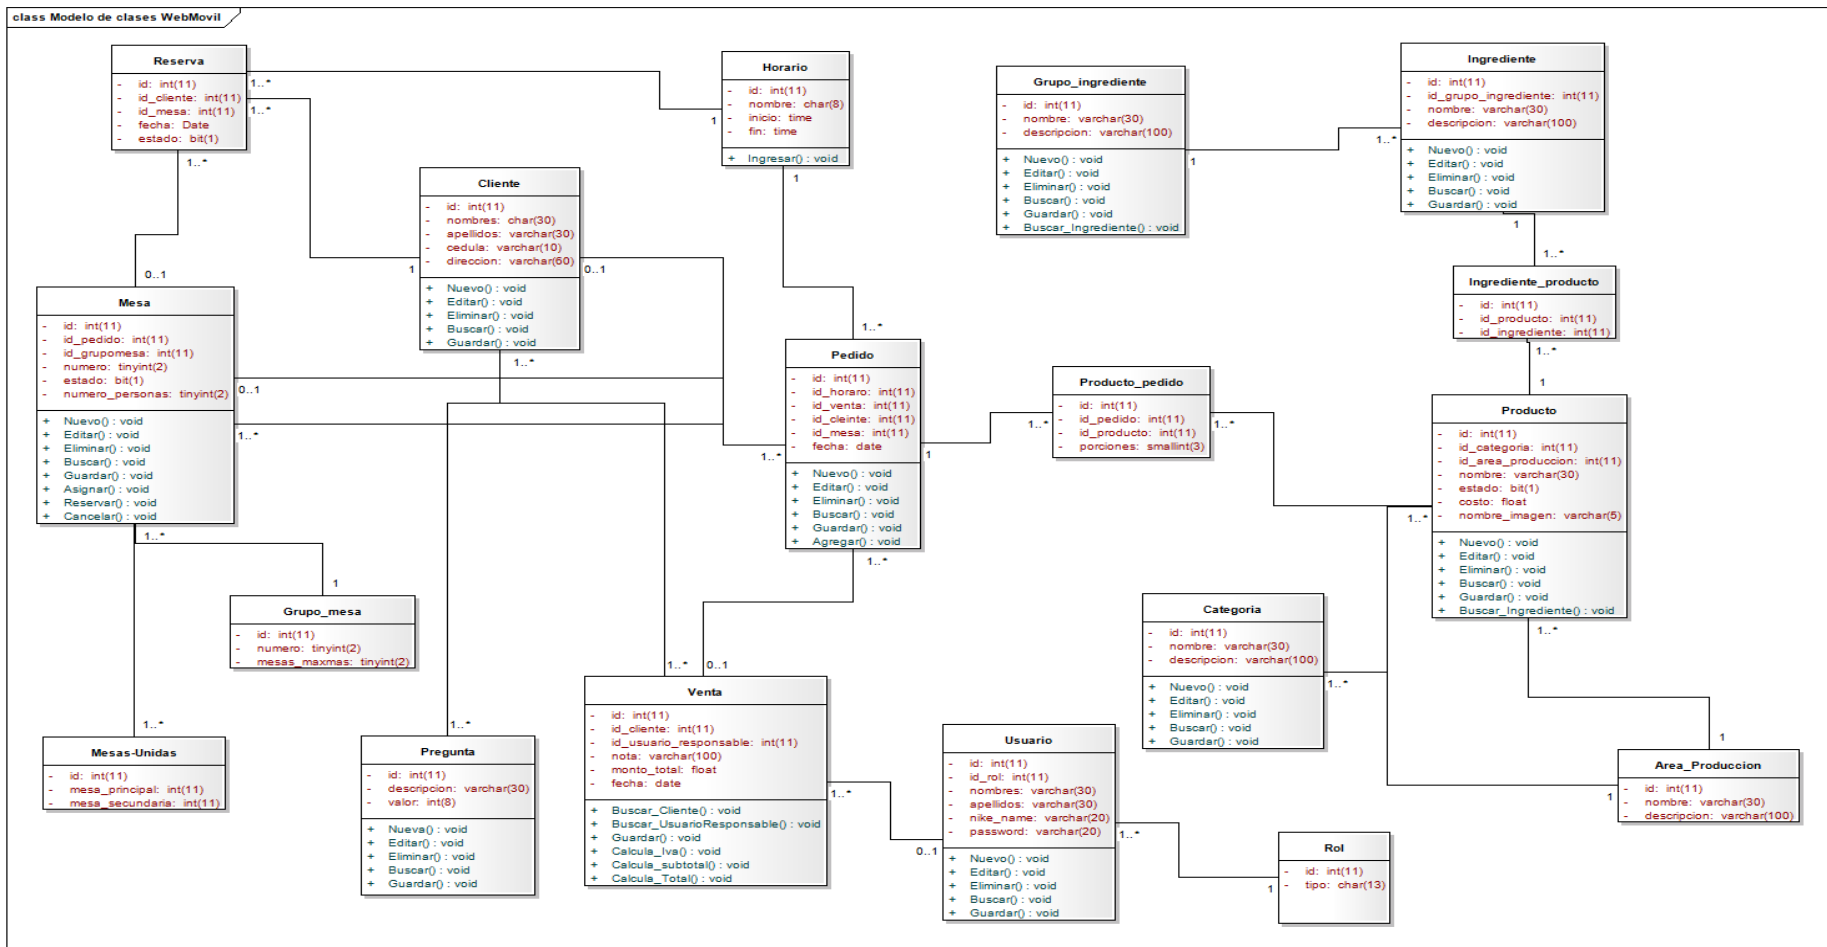 class Modelo de clases WebMovil
Reserva
- id: int(11)
- id_cliente: int(11)
- id_mesa: int(11)
- fecha: Date
- estado: bit(1)
1..*
1..*
1..*
Horario
- id: int(11)
- nombre: char(8)
- inicio: time
- fin: time
+ Ingresar() : void
1
1
Grupo_ingrediente
- id: int(11)
- nombre: varchar(30)
- descripcion: varchar(100)
+ Nuevo() : void
+ Editar() : void
+ Eliminar() : void
+ Buscar() : void
+ Guardar() : void
+ Buscar_Ingrediente() : void
1
1..*
Ingrediente
- id: int(11)
- id_grupo_ingrediente: int(11)
- nombre: varchar(30)
- descripcion: varchar(100)
+ Nuevo() : void
+ Editar() : void
+ Eliminar() : void
+ Buscar() : void
+ Guardar() : void
1
1..*
Cliente
- id: int(11)
- nombres: char(30)
- apellidos: varchar(30)
- cedula: varchar(10)
- direccion: varchar(60)
+ Nuevo() : void
+ Editar() : void
+ Eliminar() : void
+ Buscar() : void
+ Guardar() : void
1
0..1
1..*
0..1
Mesa
- id: int(11)
- id_pedido: int(11)
- id_grupomesa: int(11)
- numero: tinyint(2)
- estado: bit(1)
- numero_personas: tinyint(2)
+ Nuevo() : void
+ Editar() : void
+ Eliminar() : void
+ Buscar() : void
+ Guardar() : void
+ Asignar() : void
+ Reservar() : void
+ Cancelar() : void
0..1
1..*
1..*
Ingrediente_producto
- id: int(11)
- id_producto: int(11)
- id_ingrediente: int(11)
1..*
1
1..*
Pedido
- id: int(11)
- id_horaro: int(11)
- id_venta: int(11)
- id_cleinte: int(11)
- id_mesa: int(11)
- fecha: date
+ Nuevo() : void
+ Editar() : void
+ Eliminar() : void
+ Buscar() : void
+ Guardar() : void
+ Agregar() : void
1..*
1
1..*
Producto_pedido
- id: int(11)
- id_pedido: int(11)
- id_producto: int(11)
- porciones: smallint(3)
1..*
1..*
Producto
- id: int(11)
- id_categoria: int(11)
- id_area_produccion: int(11)
- nombre: varchar(30)
- estado: bit(1)
- costo: float
- nombre_imagen: varchar(5)
+ Nuevo() : void
+ Editar() : void
+ Eliminar() : void
+ Buscar() : void
+ Guardar() : void
+ Buscar_Ingrediente() : void
1..*
1..*
1
Grupo_mesa
- id: int(11)
- numero: tinyint(2)
- mesas_maxmas: tinyint(2)
Categoria
- id: int(11)
- nombre: varchar(30)
- descripcion: varchar(100)
+ Nuevo() : void
+ Editar() : void
+ Eliminar() : void
+ Buscar() : void
+ Guardar() : void
1..*
1..*
Mesas-Unidas
- id: int(11)
- mesa_principal: int(11)
- mesa_secundaria: int(11)
1..*
Pregunta
- id: int(11)
- descripcion: varchar(30)
- valor: int(8)
+ Nueva() : void
+ Editar() : void
+ Eliminar() : void
+ Buscar() : void
+ Guardar() : void
1..*
0..1
Venta
- id: int(11)
- id_cliente: int(11)
- id_usuario_responsable: int(11)
- nota: varchar(100)
- monto_total: float
- fecha: date
+ Buscar_Cliente() : void
+ Buscar_UsuarioResponsable() : void
+ Guardar() : void
+ Calcula_Iva() : void
+ Calcula_subtotal() : void
+ Calcula_Total() : void
1..*
0..1
Usuario
- id: int(11)
- id_rol: int(11)
- nombres: varchar(30)
- apellidos: varchar(30)
- nike_name: varchar(20)
- password: varchar(20)
+ Nuevo() : void
+ Editar() : void
+ Eliminar() : void
+ Buscar() : void
+ Guardar() : void
1..*
1
Rol
- id: int(11)
- tipo: char(13)
1
1
Area_Produccion
- id: int(11)
- nombre: varchar(30)
- descripcion: varchar(100)